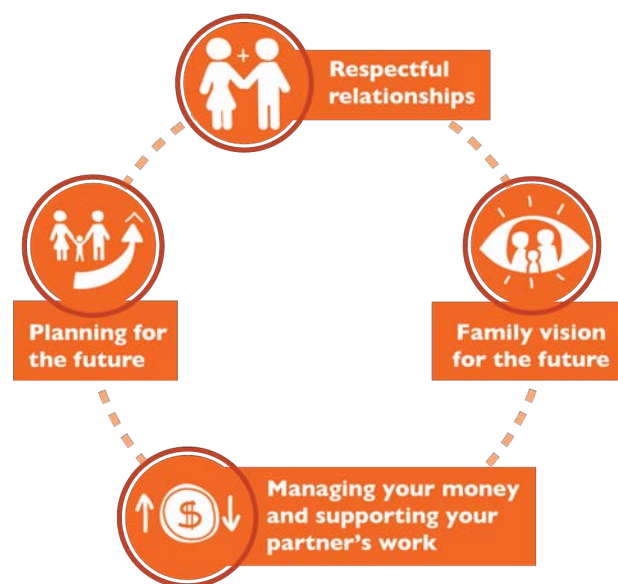 Respectful
relationships
Planning for
the future
Family vision
for the future
$
Managing your money
and supporting your
partner's work